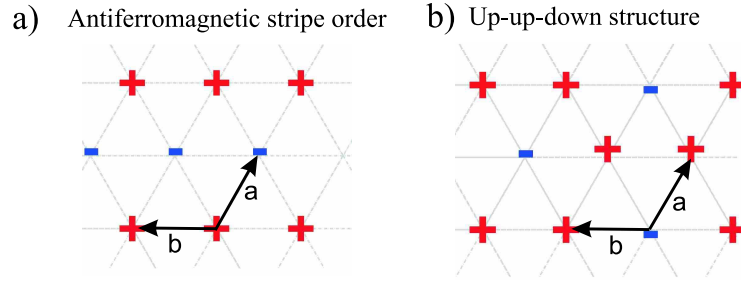 a) Antiferromagnetic stripe order
b) Up-up-down structure
a
b
a
b